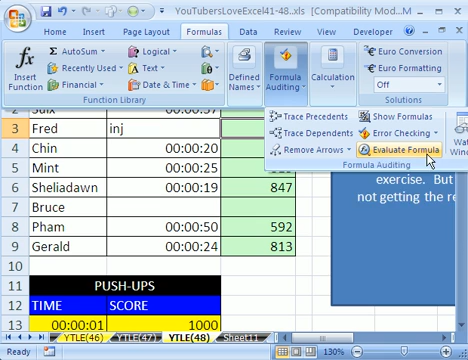 YouTubersLoveExcel41-48..xls [Compatibility Mod...
Home Insert Page Layout Formulas Data Review Developer
Insert Function
AutoSum
Recently Used
Financial
Logical
Text
Date & Time
Function Library
Defined Names
Formula Auditing
Calculation
Euro Conversion
Euro Formatting
Off
Solutions
Trace Precedents Show Formulas
Trace Dependents Error Checking
Remove Arrows Evaluate Formula
Formula Auditing
3 Fred inj
4 Chin 00:00:20
5 Mint 00:00:25
6 Sheliadawn 00:00:19 847
7 Bruce
8 Pham 00:00:50 592
9 Gerald 00:00:24 813
10
11 PUSH-UPS
12 TIME SCORE
13 00:00:01 1000
exercise. But
not getting the re
YTLE(46) YTLE(47) YTLE(48) Sheet11
Ready 130%